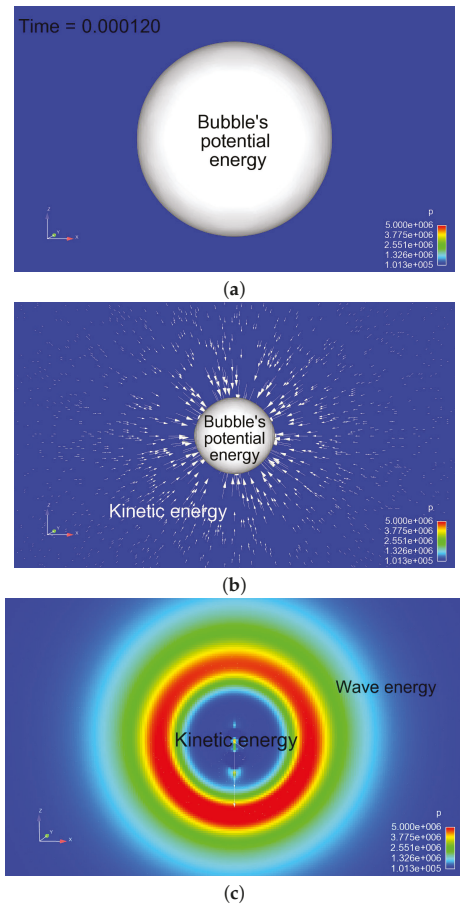 Time = 0.000120
Bubble's
potential
energy
Z
Y
X
p
5.000e+006
3.775e+006
2.551e+006
1.326e+006
1.013e+005
(a)
Bubble's
potential
energy
Kinetic energy
Z
Y
X
p
5.000e+006
3.775e+006
2.551e+006
1.326e+006
1.013e+005
(b)
Wave energy
Kinetic energy
Z
Y
X
p
5.000e+006
3.775e+006
2.551e+006
1.326e+006
1.013e+005
(c)